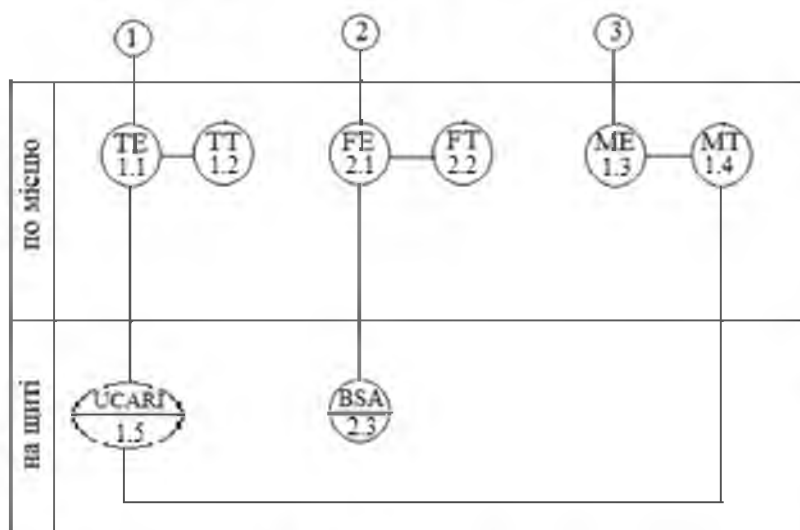 1
2
3
по місцю
TE
1.1
TT
1.2
FE
2.1
FT
2.2
ME
1.3
MT
1.4
на щиті
UCARI
1.5
BSA
2.3